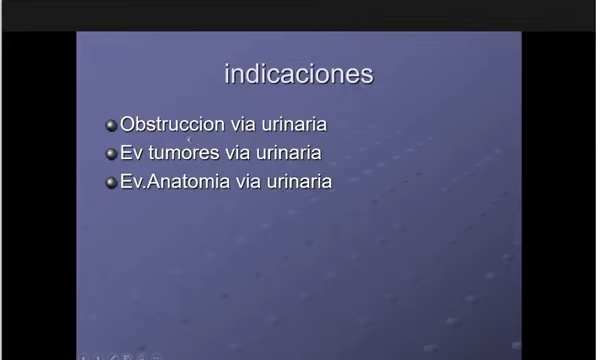 indicaciones
Obstruccion via urinaria
Ev tumores via urinaria
Ev.Anatomia via urinaria